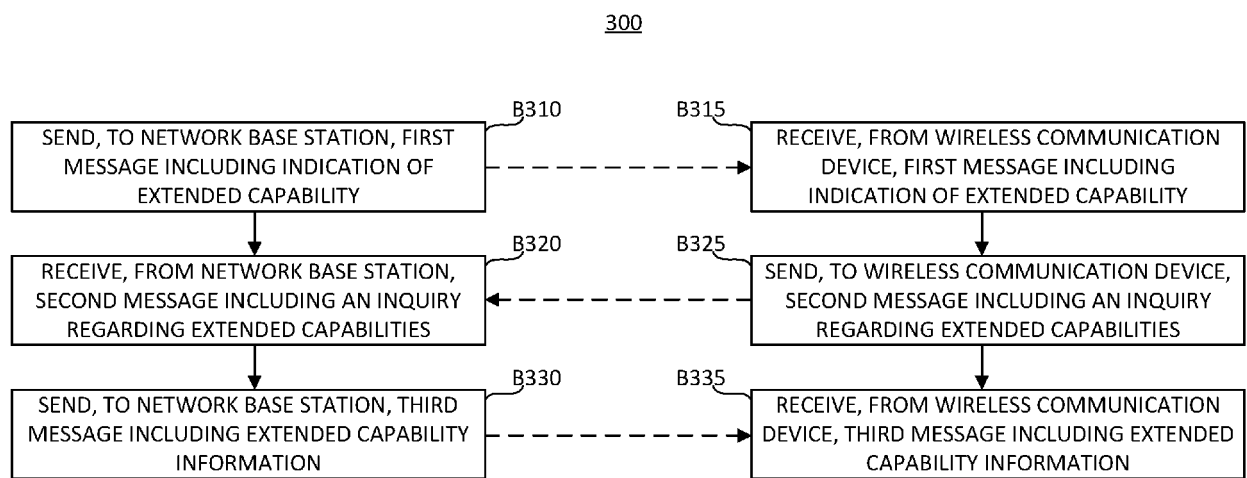 300
B310
SEND, TO NETWORK BASE STATION, FIRST
MESSAGE INCLUDING INDICATION OF
EXTENDED CAPABILITY
B315
RECEIVE, FROM WIRELESS COMMUNICATION
DEVICE, FIRST MESSAGE INCLUDING
INDICATION OF EXTENDED CAPABILITY
B320
RECEIVE, FROM NETWORK BASE STATION,
SECOND MESSAGE INCLUDING AN INQUIRY
REGARDING EXTENDED CAPABILITIES
B325
SEND, TO WIRELESS COMMUNICATION DEVICE,
SECOND MESSAGE INCLUDING AN INQUIRY
REGARDING EXTENDED CAPABILITIES
B330
SEND, TO NETWORK BASE STATION, THIRD
MESSAGE INCLUDING EXTENDED CAPABILITY
INFORMATION
B335
RECEIVE, FROM WIRELESS COMMUNICATION
DEVICE, THIRD MESSAGE INCLUDING EXTENDED
CAPABILITY INFORMATION